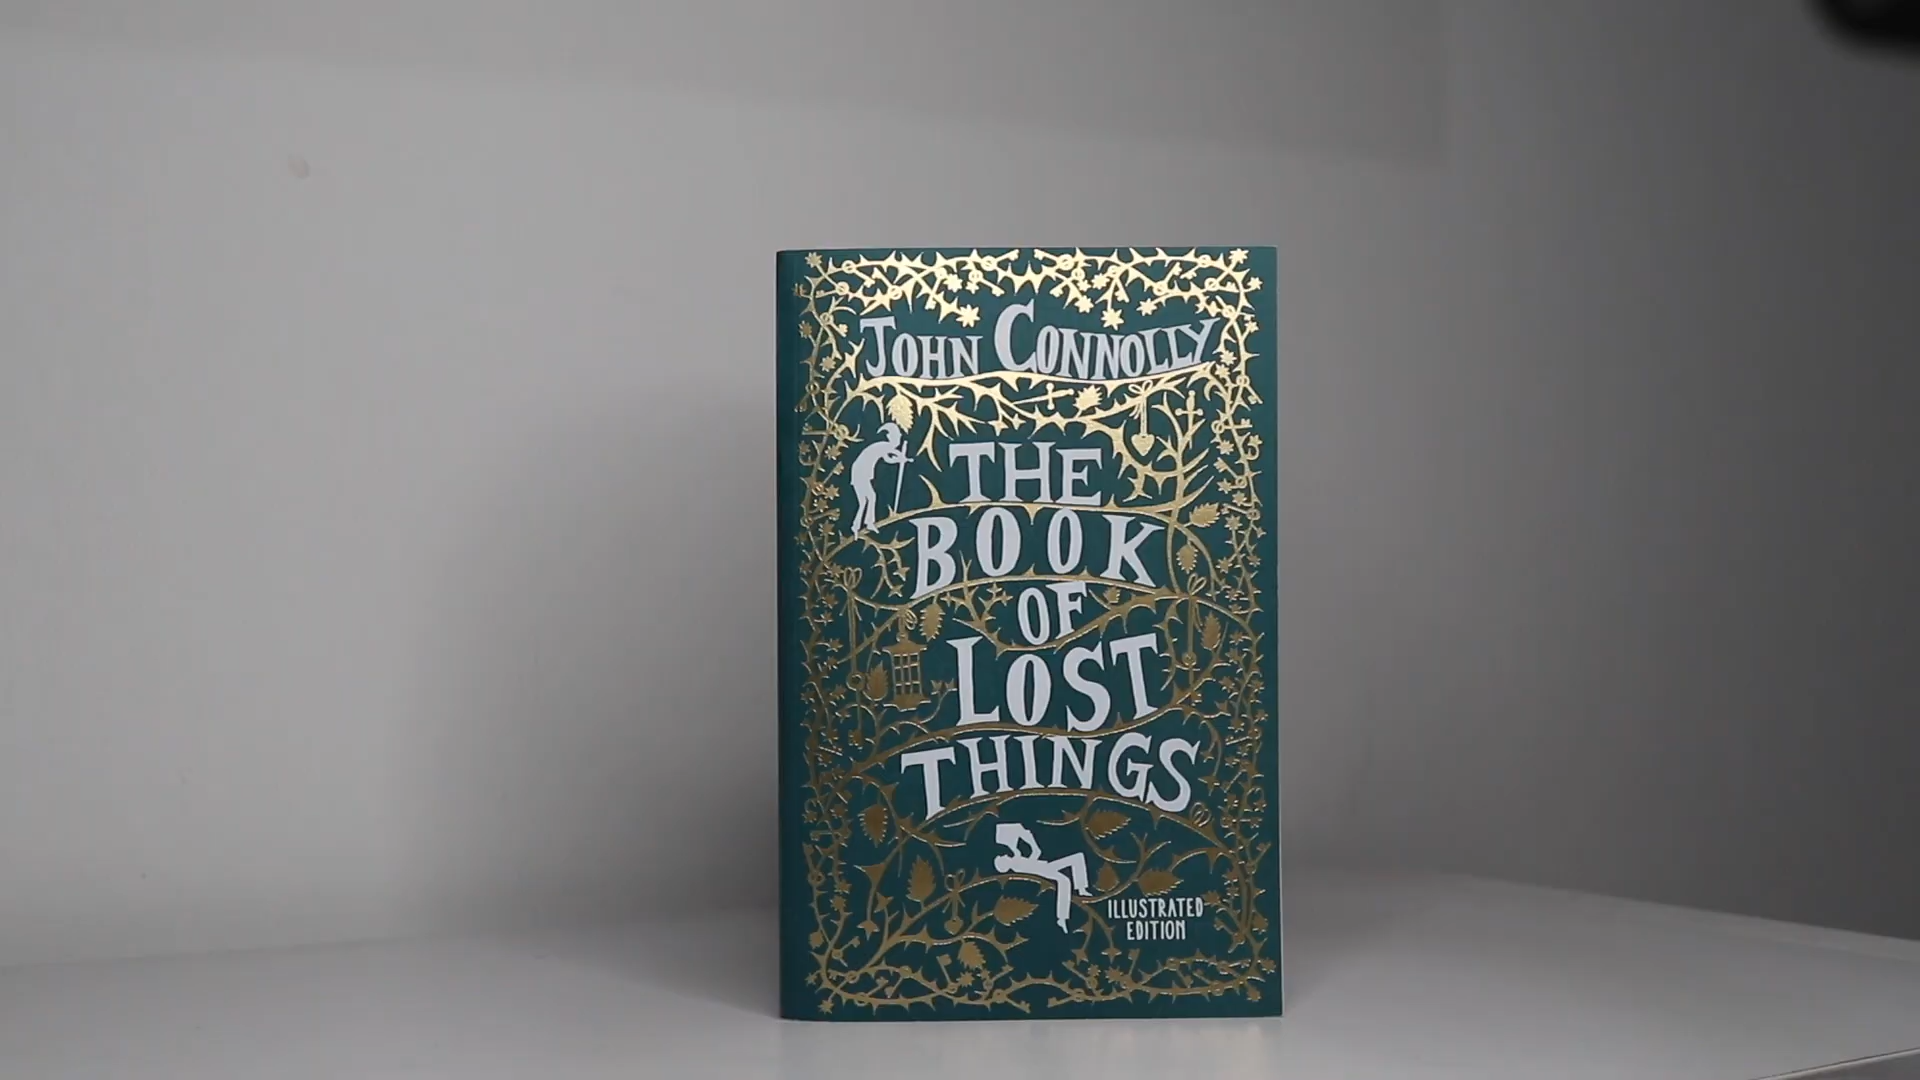 JOHN CONNOLLY
THE
BOOK
OF
LOST
THINGS
ILLUSTRATED
EDITION